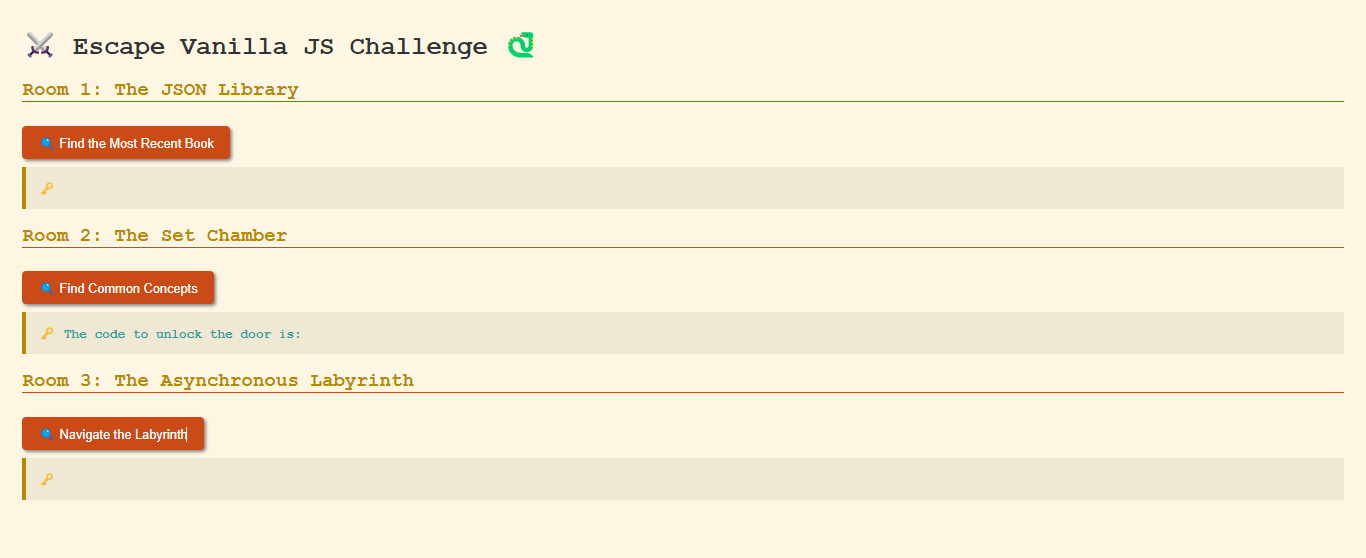 Escape Vanilla JS Challenge
Room 1: The JSON Library
Find the Most Recent Book
Room 2: The Set Chamber
Find Common Concepts
The code to unlock the door is:
Room 3: The Asynchronous Labyrinth
Navigate the Labyrinth